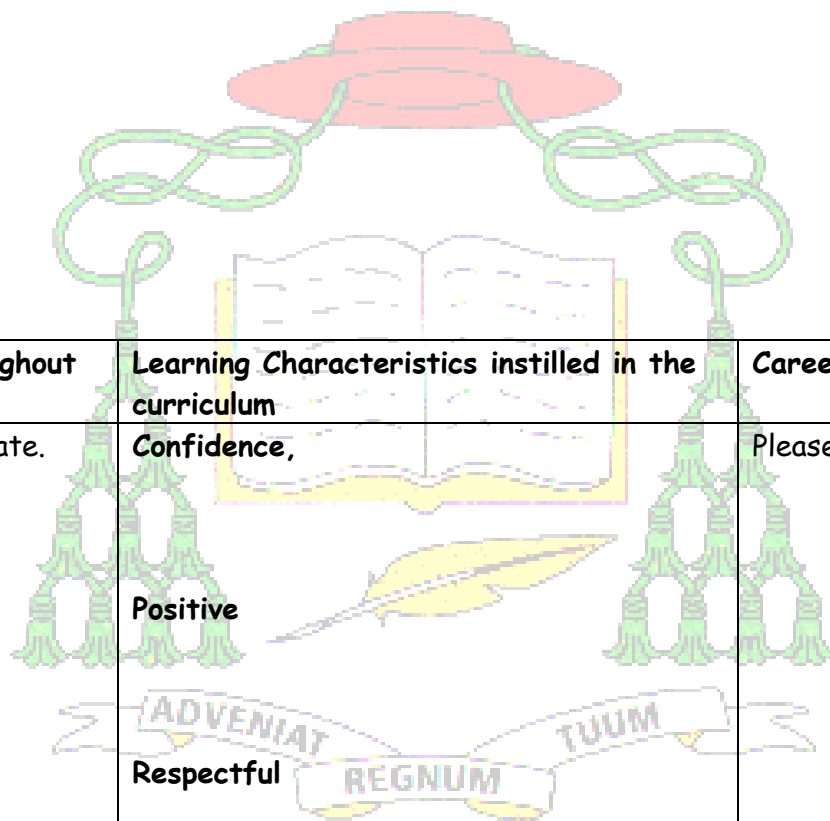 ghout
Learning Characteristics instilled in the
curriculum
Caree
ate.
Confidence,
Please
Positive
Respectful
ADVENIAT
REGNUM
TUUM